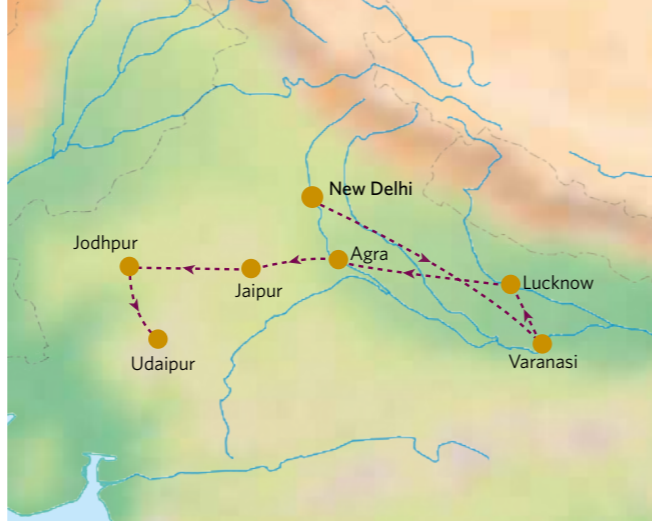 New Delhi
Jodhpur
Agra
Jaipur
Lucknow
Udaipur
Varanasi